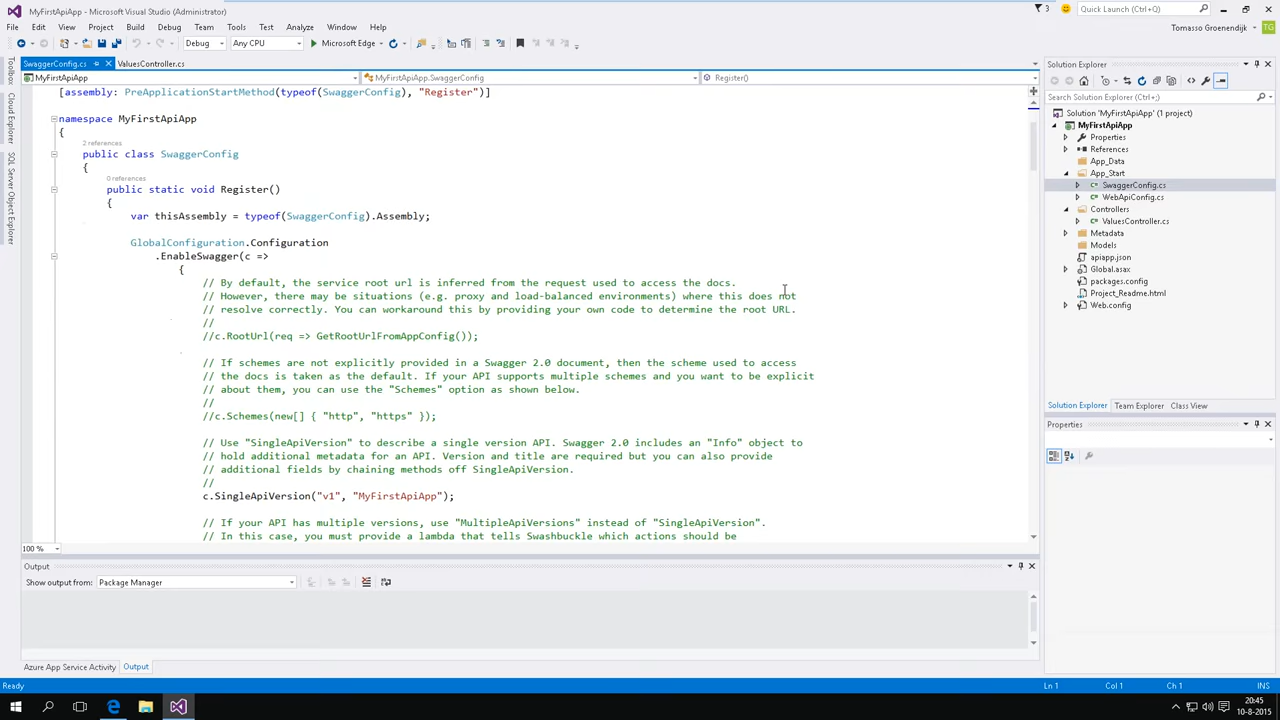 MyFirstApiApp - Microsoft Visual Studio (Administrator)
3
Quick Launch (Ctrl+Q)
File Edit View Project Build Debug Team Tools Test Analyze Window Help
Tomasso Groenendijk TG
Debug Any CPU Microsoft Edge
SwaggerConfig.cs ValuesController.cs
MyFirstApiApp MyFirstApiApp.SwaggerConfig Register()
Toolbox
Cloud Explorer
SQL Server Object Explorer
[assembly: PreApplicationStartMethod(typeof(SwaggerConfig), "Register")]
namespace MyFirstApiApp
{
2 references
public class SwaggerConfig
{
0 references
public static void Register()
{
var thisAssembly = typeof(SwaggerConfig).Assembly;
GlobalConfiguration.Configuration
.EnableSwagger(c =>
{
// By default, the service root url is inferred from the request used to access the docs.
// However, there may be situations (e.g. proxy and load-balanced environments) where this does not
// resolve correctly. You can workaround this by providing your own code to determine the root URL.
//
//c.RootUrl(req => GetRootUrlFromAppConfig());
// If schemes are not explicitly provided in a Swagger 2.0 document, then the scheme used to access
// the docs is taken as the default. If your API supports multiple schemes and you want to be explicit
// about them, you can use the "Schemes" option as shown below.
//
//c.Schemes(new[] { "http", "https" });
// Use "SingleApiVersion" to describe a single version API. Swagger 2.0 includes an "Info" object to
// hold additional metadata for an API. Version and title are required but you can also provide
// additional fields by chaining methods off SingleApiVersion.
//
c.SingleApiVersion("v1", "MyFirstApiApp");
// If your API has multiple versions, use "MultipleApiVersions" instead of "SingleApiVersion".
// In this case, you must provide a lambda that tells Swashbuckle which actions should be
100 %
Output
Show output from: Package Manager
Azure App Service Activity Output
Solution Explorer
Search Solution Explorer (Ctrl+;)
Solution 'MyFirstApiApp' (1 project)
MyFirstApiApp
Properties
References
App_Data
App_Start
SwaggerConfig.cs
WebApiConfig.cs
Controllers
ValuesController.cs
Metadata
Models
apiapp.json
Global.asax
packages.config
Project_Readme.html
Web.config
Solution Explorer Team Explorer Class View
Properties
Ready Ln 1 Col 1 Ch 1 INS
20:45
10-8-2015